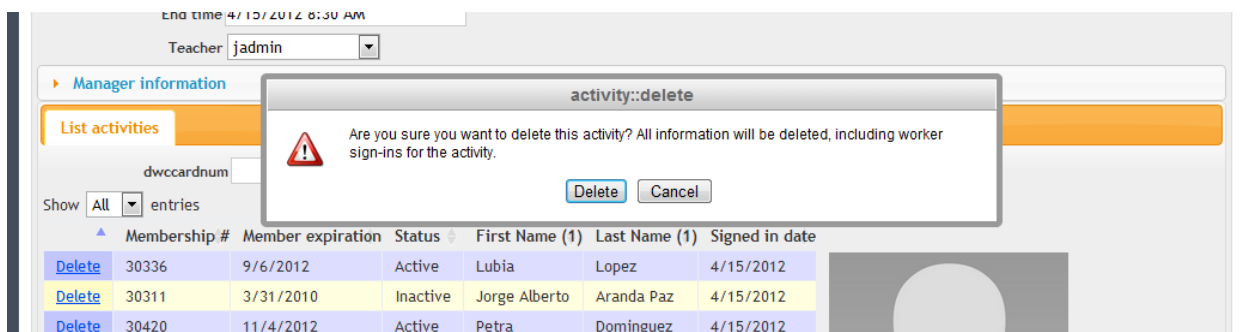 End time 4/15/2012 8:30 AM
Teacher jadmin
Manager information
activity::delete
List activities
Are you sure you want to delete this activity? All information will be deleted, including worker
sign-ins for the activity.
dwccardnum
Delete Cancel
Show All entries
Membership# Member expiration Status First Name (1) Last Name (1) Signed in date
Delete 30336 9/6/2012 Active Lubia Lopez 4/15/2012
Delete 30311 3/31/2010 Inactive Jorge Alberto Aranda Paz 4/15/2012
Delete 30420 11/4/2012 Active Petra Dominguez 4/15/2012